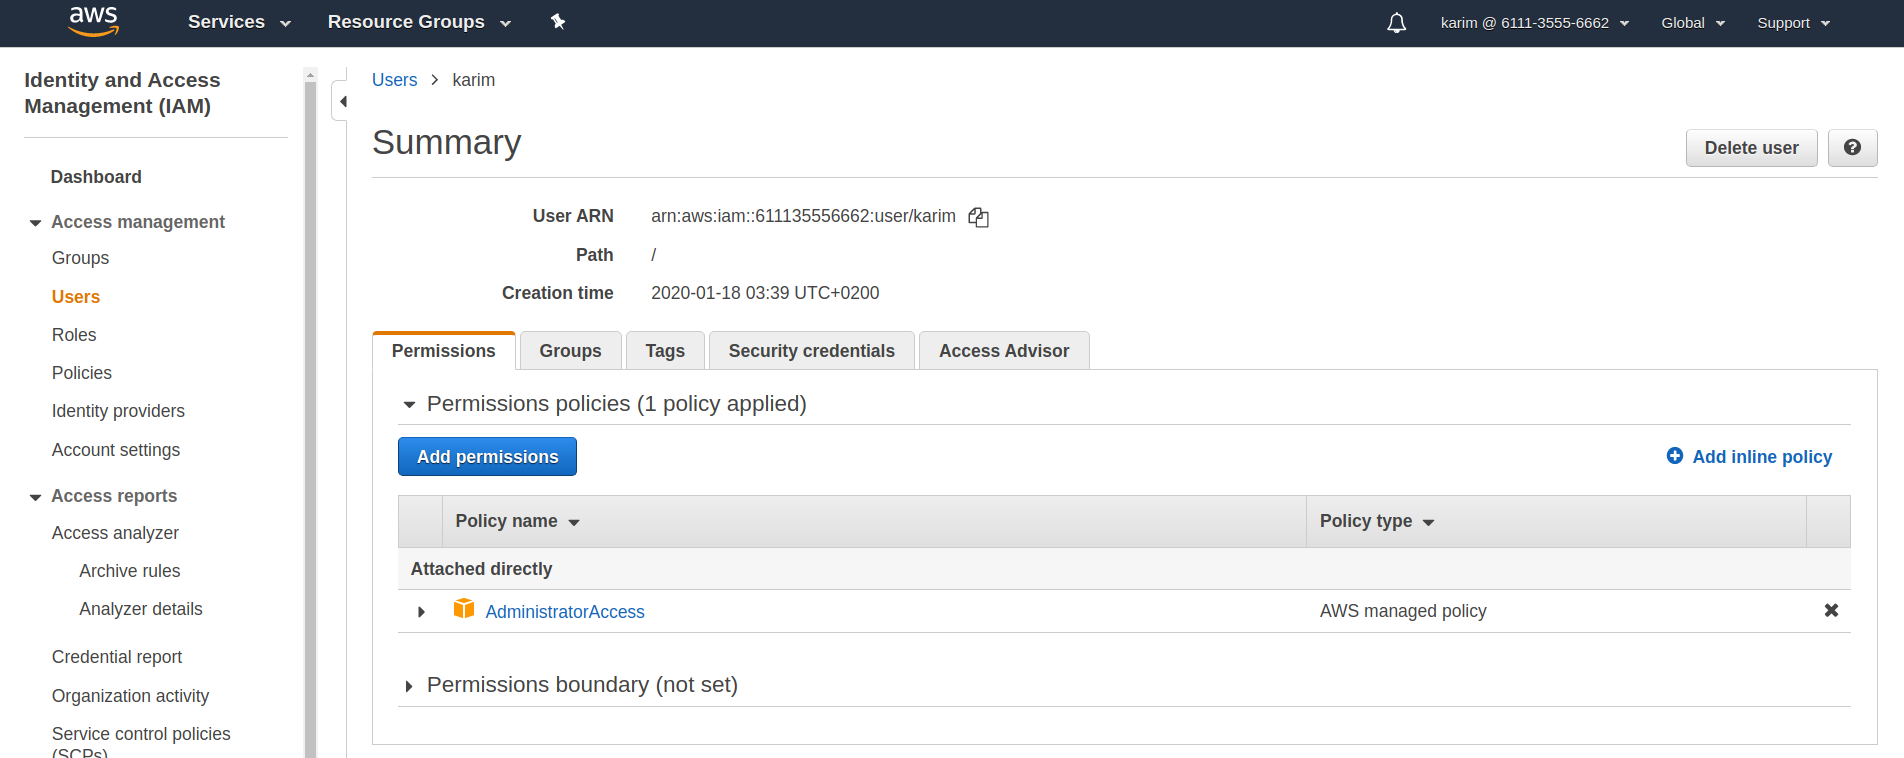 aws
Services
Resource Groups
karim @ 6111-3555-6662
Global
Support
Identity and Access
Management (IAM)
Dashboard
Access management
Groups
Users
Roles
Policies
Identity providers
Account settings
Access reports
Access analyzer
Archive rules
Analyzer details
Credential report
Organization activity
Service control policies
(SCPs)
Users > karim
Summary
Delete user
User ARN arn:aws:iam::611135556662:user/karim
Path /
Creation time 2020-01-18 03:39 UTC+0200
Permissions
Groups
Tags
Security credentials
Access Advisor
Permissions policies (1 policy applied)
Add permissions
Add inline policy
Policy name
Policy type
Attached directly
AdministratorAccess
AWS managed policy
Permissions boundary (not set)